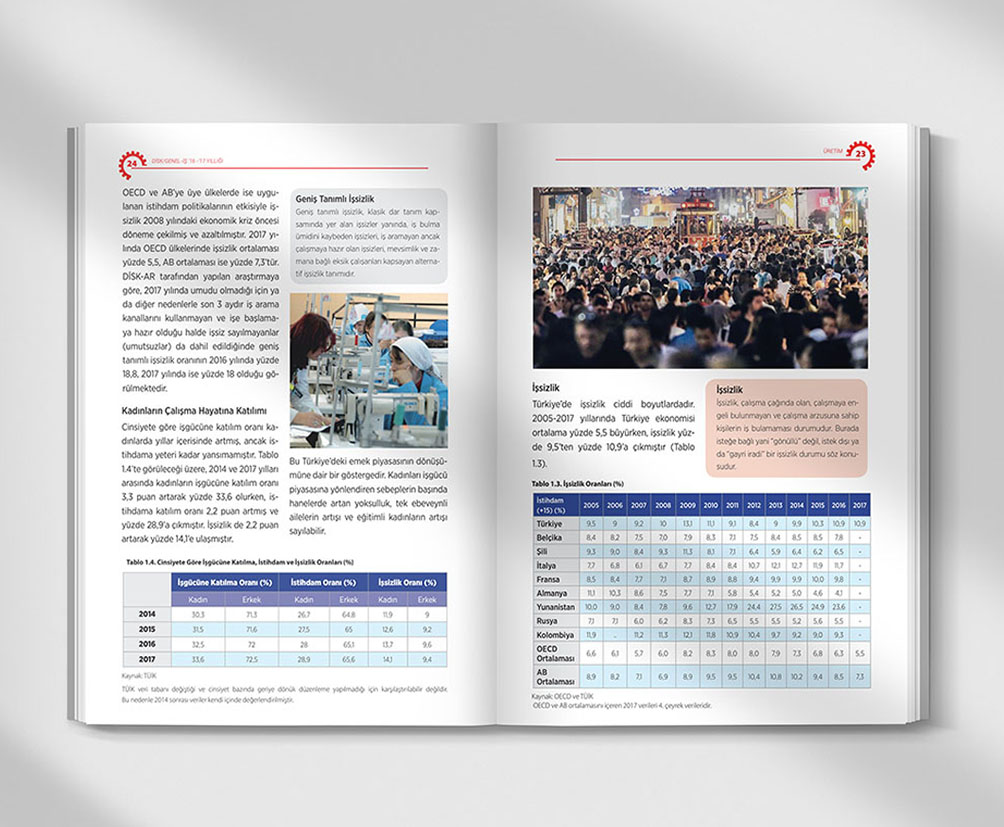 24
DİSK/GENEL-İŞ '16 -'17 YILLIĞI
OECD ve AB'ye üye ülkelerde ise uygu-
lanan istihdam politikalarının etkisiyle iş-
sizlik 2008 yılındaki ekonomik kriz öncesi
döneme çekilmiş ve azaltılmıştır. 2017 yı-
lında OECD ülkelerinde işsizlik ortalaması
yüzde 5,5, AB ortalaması ise yüzde 7,3'tür.
DİSK-AR tarafından yapılan araştırmaya
göre, 2017 yılında umudu olmadığı için ya
da diğer nedenlerle son 3 aydır iş arama
kanallarını kullanmayan ve işe başlama-
ya hazır olduğu halde işsiz sayılmayanlar
(umutsuzlar) da dahil edildiğinde geniş
tanımlı işsizlik oranının 2016 yılında yüzde
18,8, 2017 yılında ise yüzde 18 olduğu gö-
rülmektedir.
Kadınların Çalışma Hayatına Katılımı
Cinsiyete göre işgücüne katılım oranı ka-
dınlarda yıllar içerisinde artmış, ancak is-
tihdama yeteri kadar yansımamıştır. Tablo
1.4'te görüleceği üzere, 2014 ve 2017 yılları
arasında kadınların işgücüne katılım oranı
3,3 puan artarak yüzde 33,6 olurken, is-
tihdama katılım oranı 2,2 puan artmış ve
yüzde 28,9'a çıkmıştır. İşsizlik de 2,2 puan
artarak yüzde 14,1'e ulaşmıştır.
Geniş Tanımlı İşsizlik
Geniş tanımlı işsizlik, klasik dar tanım kap-
samında yer alan işsizler yanında, iş bulma
ümidini kaybeden işsizleri, iş aramayan ancak
çalışmaya hazır olan işsizleri, mevsimlik ve za-
mana bağlı eksik çalışanları kapsayan alterna-
tif işsizlik tanımıdır.
Bu Türkiye'deki emek piyasasının dönüşü-
müne dair bir göstergedir. Kadınları işgücü
piyasasına yönlendiren sebeplerin başında
hanelerde artan yoksulluk, tek ebeveynli
ailelerin artışı ve eğitimli kadınların artışı
sayılabilir.
Tablo 1.4. Cinsiyete Göre İşgücüne Katılma, İstihdam ve İşsizlik Oranları (%)
İşgücüne Katılma Oranı (%) İstihdam Oranı (%) İşsizlik Oranı (%)
Kadın Erkek Kadın Erkek Kadın Erkek
2014 30,3 71,3 26,7 64,8 11,9 9
2015 31,5 71,6 27,5 65 12,6 9,2
2016 32,5 72 28 65,1 13,7 9,6
2017 33,6 72,5 28,9 65,6 14,1 9,4
Kaynak: TÜİK
TÜİK veri tabanı değiştiği ve cinsiyet bazında geriye dönük düzenleme yapılmadığı için karşılaştırılabilir değildir.
Bu nedenle 2014 sonrası veriler kendi içinde değerlendirilmiştir.
ÜRETİM
23
İşsizlik
Türkiye'de işsizlik ciddi boyutlardadır.
2005-2017 yıllarında Türkiye ekonomisi
ortalama yüzde 5,5 büyürken, işsizlik yüz-
de 9,5'ten yüzde 10,9'a çıkmıştır (Tablo
1.3).
İşsizlik
İşsizlik, çalışma çağında olan, çalışmaya en-
geli bulunmayan ve çalışma arzusuna sahip
kişilerin iş bulamaması durumudur. Burada
isteğe bağlı yani "gönüllü" değil, istek dışı ya
da "gayri iradi" bir işsizlik durumu söz konu-
sudur.
Tablo 1.3. İşsizlik Oranları (%)
İstihdam (+15) (%) 2005 2006 2007 2008 2009 2010 2011 2012 2013 2014 2015 2016 2017
Türkiye 9,5 9 9,2 10 13,1 11,1 9,1 8,4 9 9,9 10,3 10,9 10,9
Belçika 8,4 8,2 7,5 7,0 7,9 8,3 7,1 7,5 8,4 8,5 8,5 7,8 -
Şili 9,3 9,0 8,4 9,3 11,3 8,1 7,1 6,4 5,9 6,4 6,2 6,5 -
İtalya 7,7 6,8 6,1 6,7 7,7 8,4 8,4 10,7 12,1 12,7 11,9 11,7 -
Fransa 8,5 8,4 7,7 7,1 8,7 8,9 8,8 9,4 9,9 9,9 10,0 9,8 -
Almanya 11,1 10,3 8,6 7,5 7,7 7,1 5,8 5,4 5,2 5,0 4,6 4,1 -
Yunanistan 10,0 9,0 8,4 7,8 9,6 12,7 17,9 24,4 27,5 26,5 24,9 23,6 -
Rusya 7,1 7,1 6,0 6,2 8,3 7,3 6,5 5,5 5,5 5,2 5,6 5,5 -
Kolombiya 11,9 .. 11,2 11,3 12,1 11,8 10,9 10,4 9,7 9,2 9,0 9,3 -
OECD Ortalaması 6,6 6,1 5,7 6,0 8,2 8,3 8,0 8,0 7,9 7,3 6,8 6,3 5,5
AB Ortalaması 8,9 8,2 7,1 6,9 8,9 9,5 9,5 10,4 10,8 10,2 9,4 8,5 7,3
Kaynak: OECD ve TÜİK
OECD ve AB ortalamasını içeren 2017 verileri 4. çeyrek verileridir.